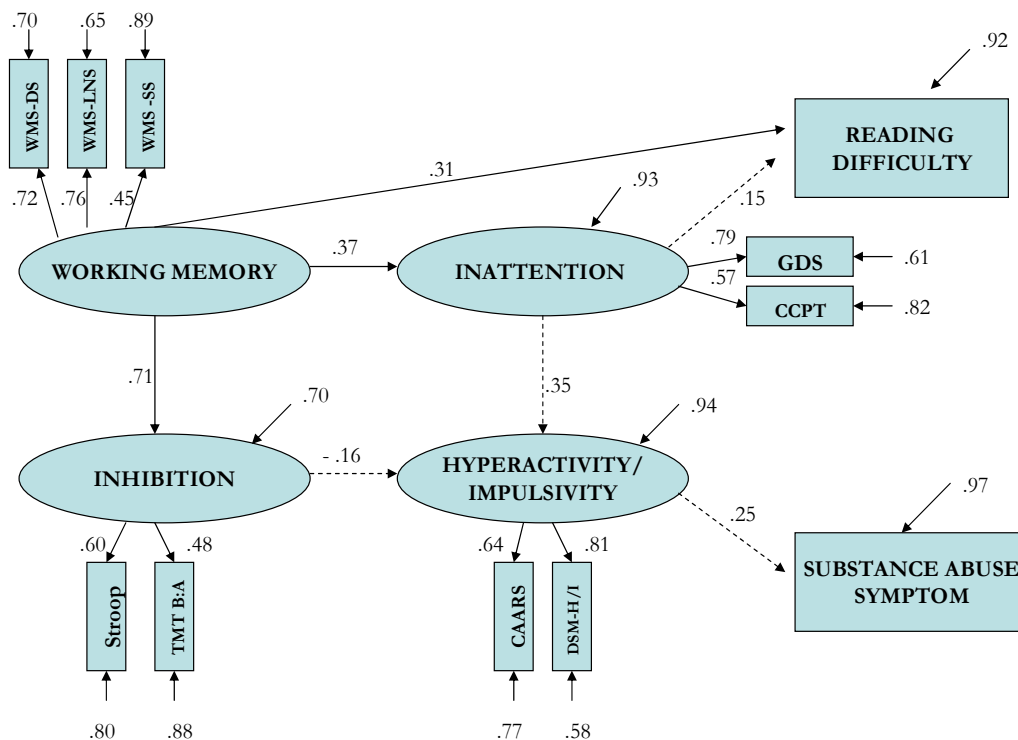 .70
.65
.89
WMS-DS
WMS-LNS
WMS -SS
.72
.76
.45
.92
READING
DIFFICULTY
.31
.93
.15
WORKING MEMORY
.37
INATTENTION
.79
GDS
.61
.57
CCPT
.82
.71
.35
.70
.94
INHIBITION
- .16
HYPERACTIVITY/
IMPULSIVITY
.25
.97
SUBSTANCE ABUSE
SYMPTOM
.60
.48
Stroop
TMT B:A
.80
.88
.64
.81
CAARS
DSM-H/I
.77
.58